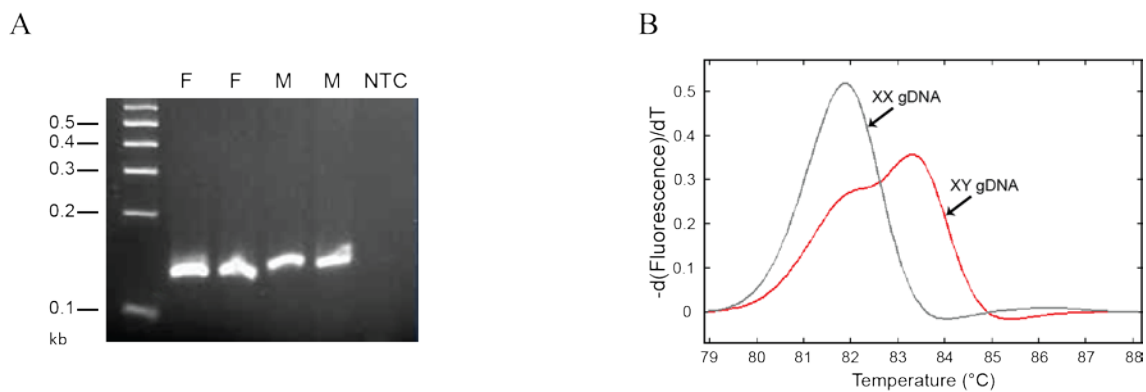 A
F F M M NTC
0.5
0.4
0.3
0.2
0.1
kb
B
-d(Fluorescence)/dT
0.5
0.4
0.3
0.2
0.1
0
XX gDNA
XY gDNA
79 80 81 82 83 84 85 86 87 88
Temperature (°C)